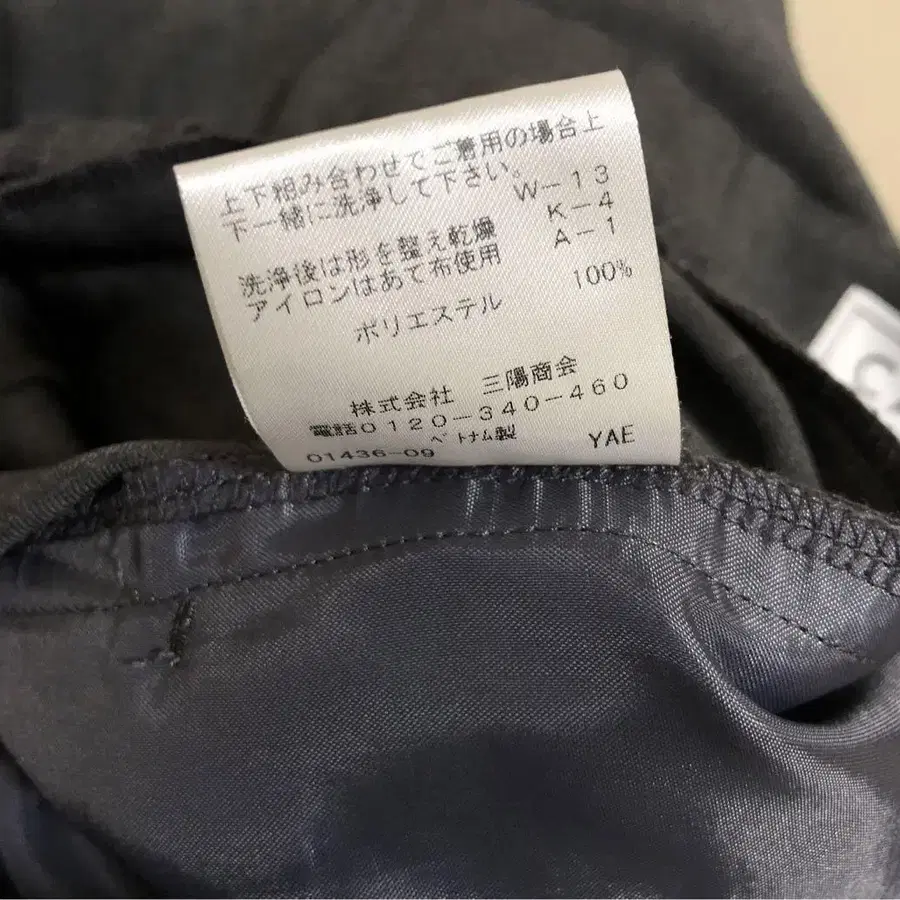 上下組み合わせてご着用の場合上
下一緒に洗浄して下さい。
W-13
洗浄後は形を整え乾燥 K-4
アイロンはあて布使用 A-1
ポリエステル 100%
株式会社 三陽商会
電話0120-340-460
ベトナム製
01436-09 YAE